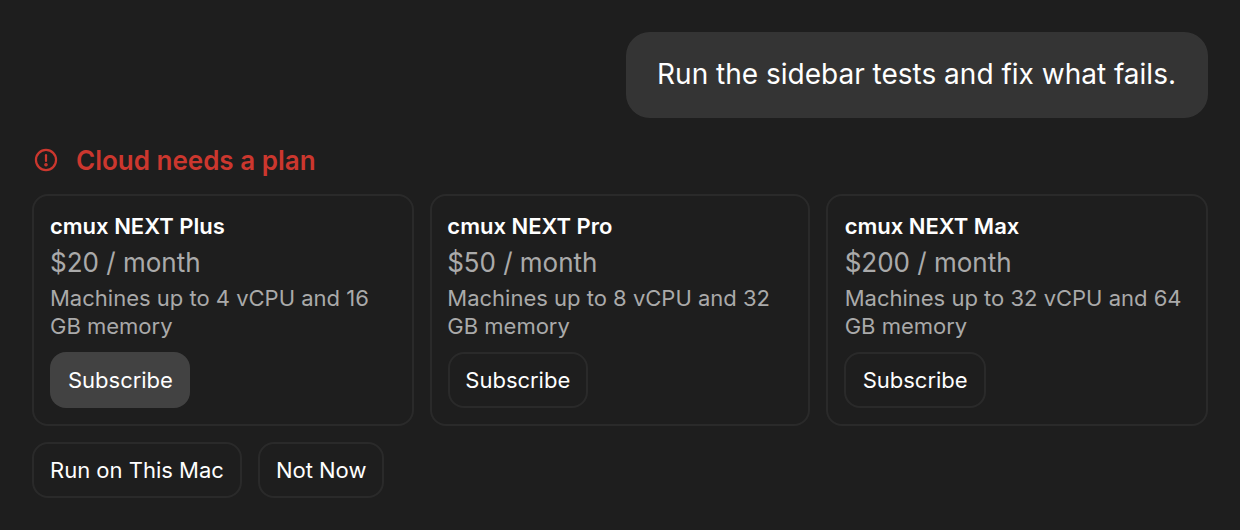 Run the sidebar tests and fix what fails.
Cloud needs a plan
cmux NEXT Plus
$20 / month
Machines up to 4 vCPU and 16
GB memory
Subscribe
cmux NEXT Pro
$50 / month
Machines up to 8 vCPU and 32
GB memory
Subscribe
cmux NEXT Max
$200 / month
Machines up to 32 vCPU and 64
GB memory
Subscribe
Run on This Mac
Not Now